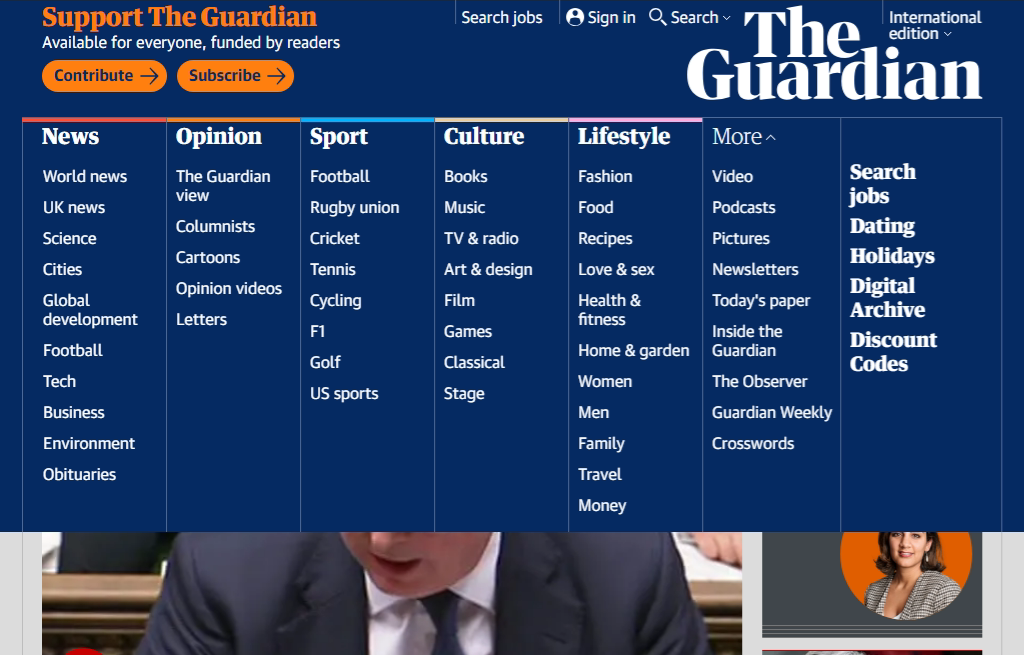 Support The Guardian
Available for everyone, funded by readers
Contribute
Subscribe
Search jobs
Sign in
Search
The
Guardian
International
edition
News
World news
UK news
Science
Cities
Global
development
Football
Tech
Business
Environment
Obituaries
Opinion
The Guardian
view
Columnists
Cartoons
Opinion videos
Letters
Sport
Football
Rugby union
Cricket
Tennis
Cycling
F1
Golf
US sports
Culture
Books
Music
TV & radio
Art & design
Film
Games
Classical
Stage
Lifestyle
Fashion
Food
Recipes
Love & sex
Health &
fitness
Home & garden
Women
Men
Family
Travel
Money
More
Video
Podcasts
Pictures
Newsletters
Today's paper
Inside the
Guardian
The Observer
Guardian Weekly
Crosswords
Search
jobs
Dating
Holidays
Digital
Archive
Discount
Codes